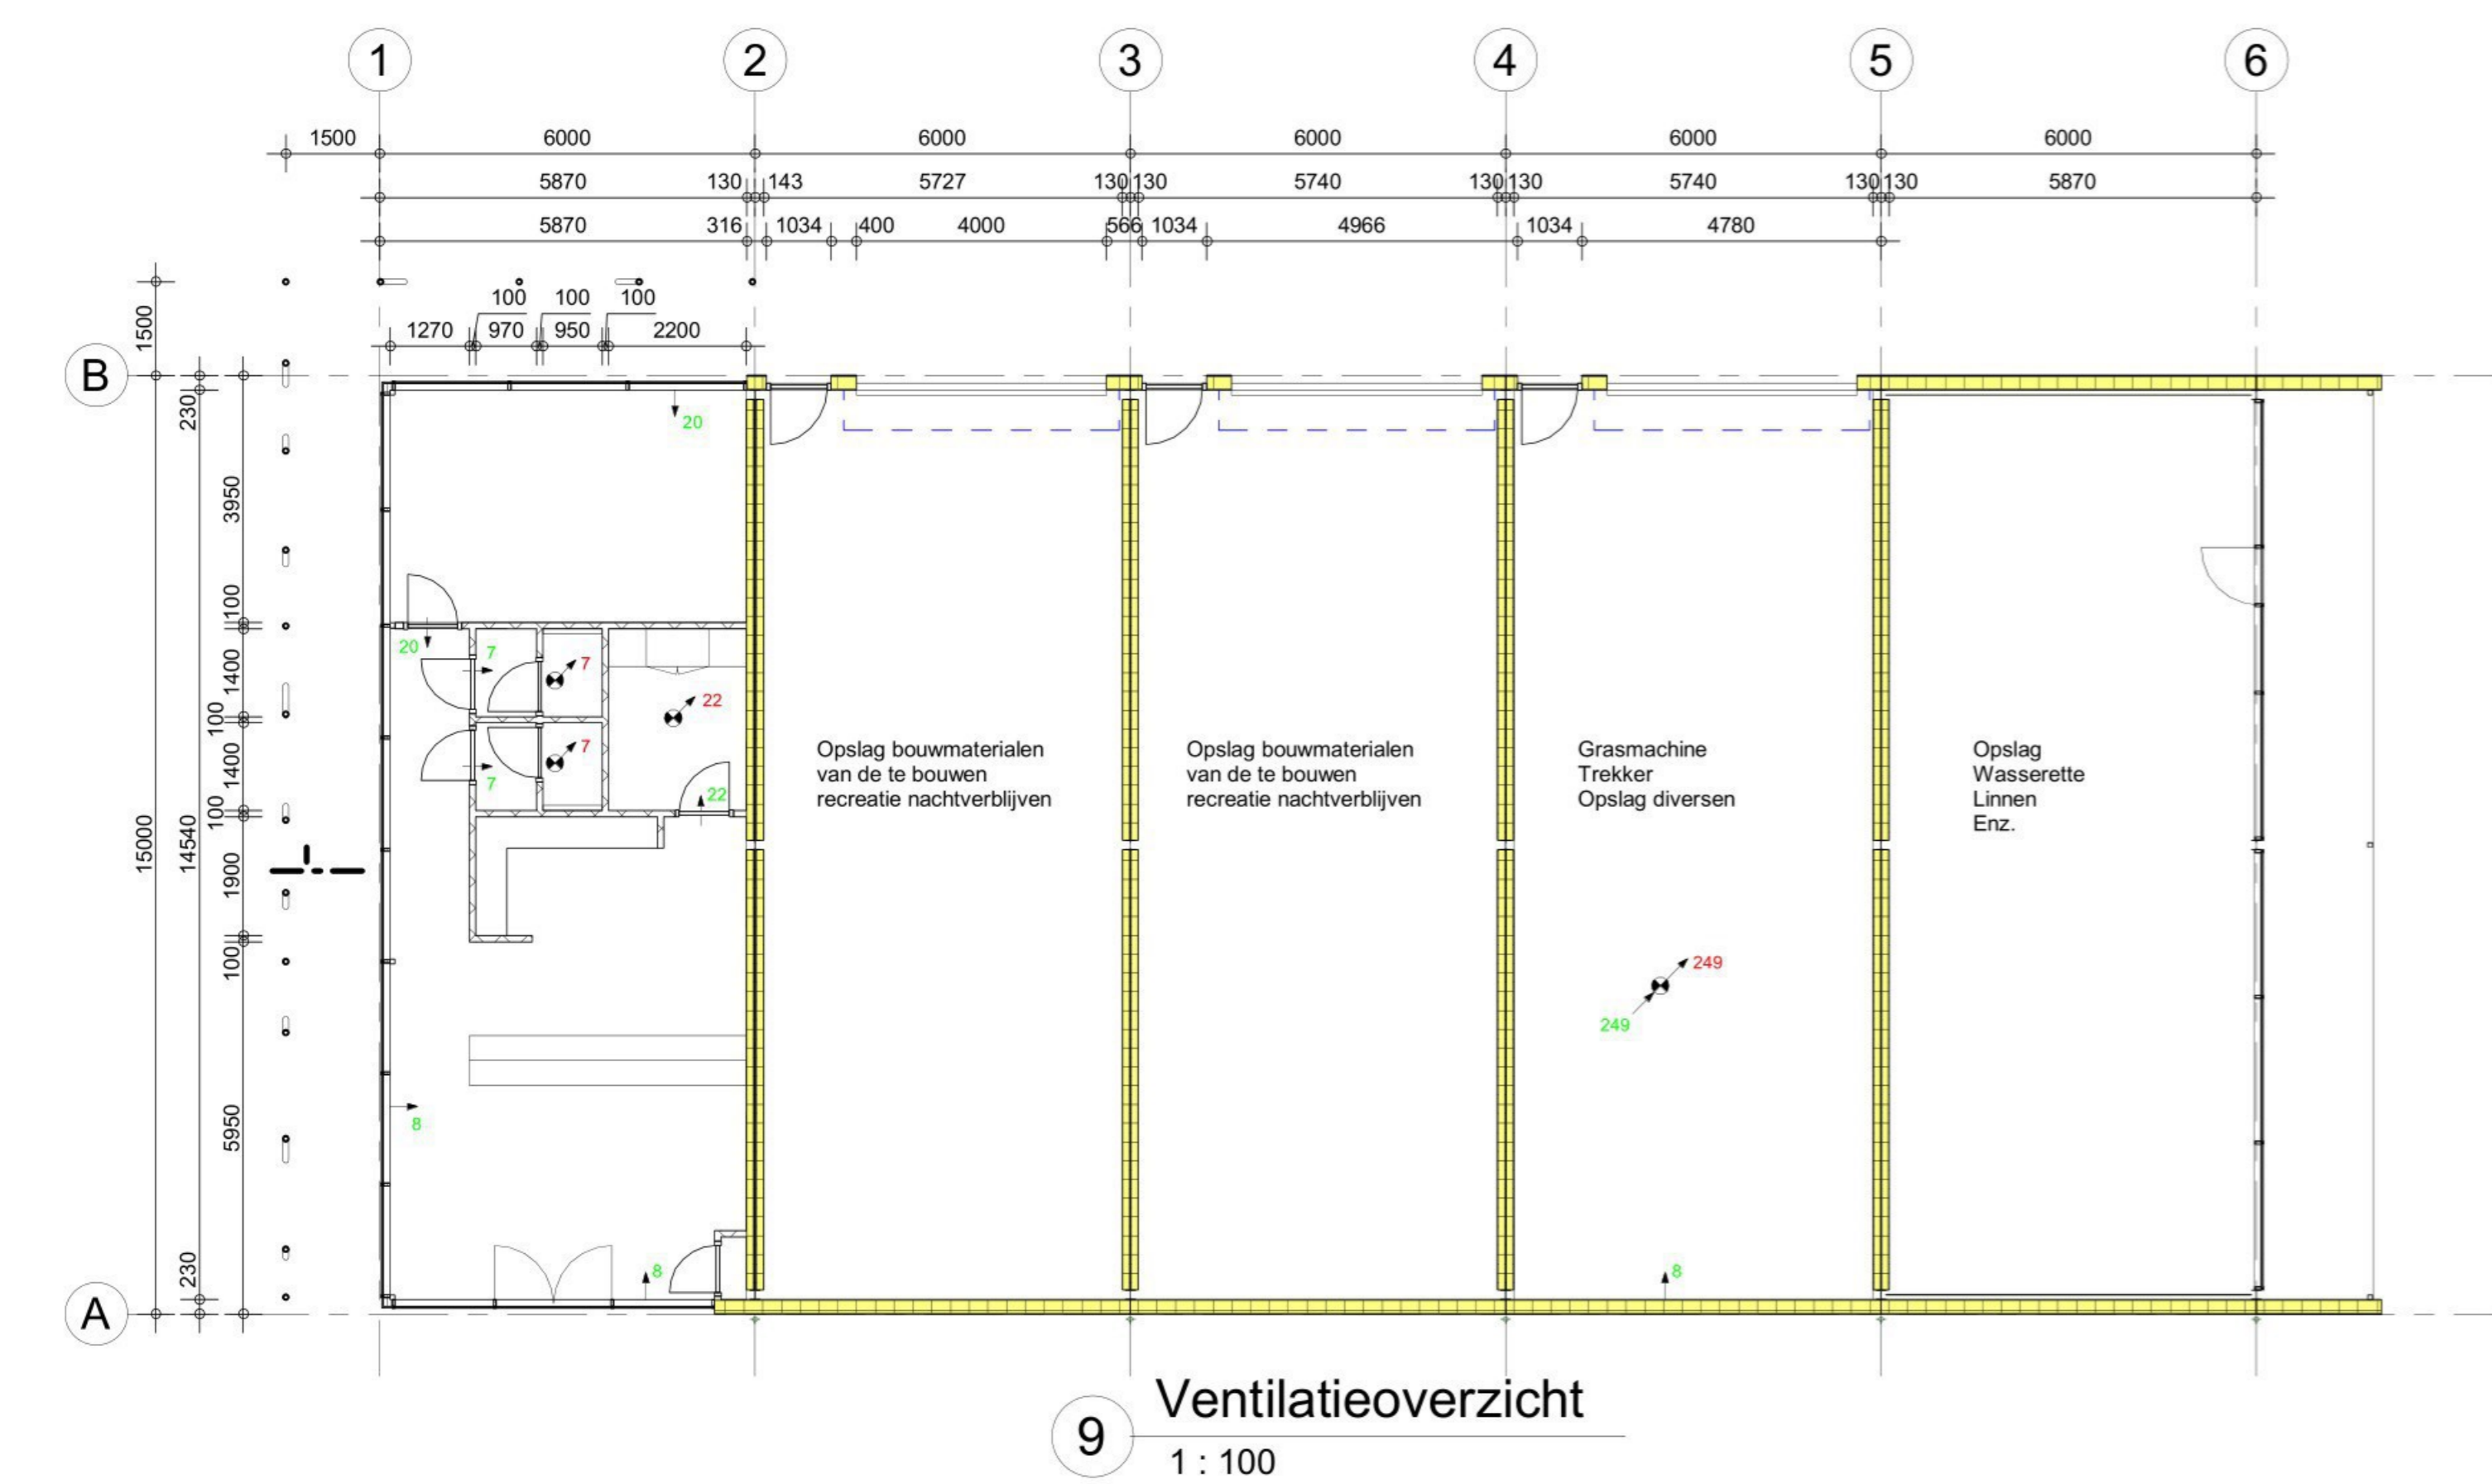 1 2 3 4 5 6
1500 6000 6000 6000 6000 6000
5870 130 143 5727 130 130 5740 130 130 5740 130 130 5870
5870 316 1034 400 4000 566 1034 4966 1034 4780
100 100 100
1270 970 950 2200
B
1500
230
3950
100
1400
100
1400
100
1900
100
5950
15000
14540
230
A
20
20
7
7
22
7
7
22
Opslag bouwmaterialen
van de te bouwen
recreatie nachtverblijven
Opslag bouwmaterialen
van de te bouwen
recreatie nachtverblijven
Grasmachine
Trekker
Opslag diversen
Opslag
Wasserette
Linnen
Enz.
249
249
8
8
8
9
Ventilatieoverzicht
1 : 100